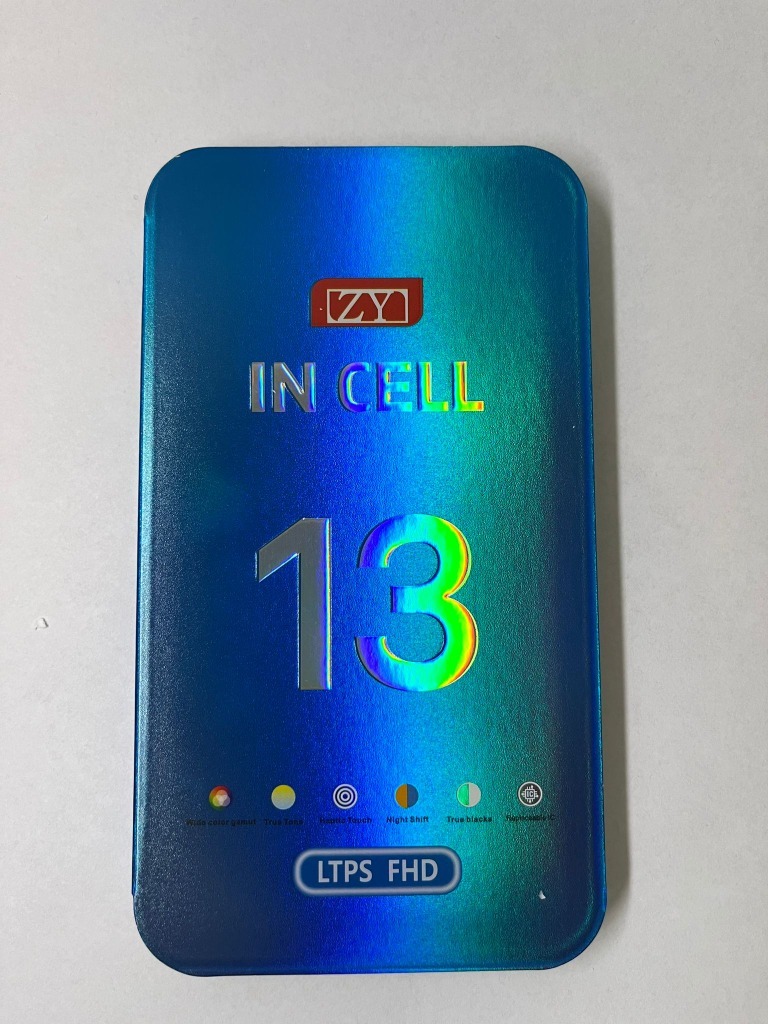 ZY
IN CELL
13
Wide color gamut True Tone Haptic Touch Night Shift True blacks Replaceable IC
LTPS FHD